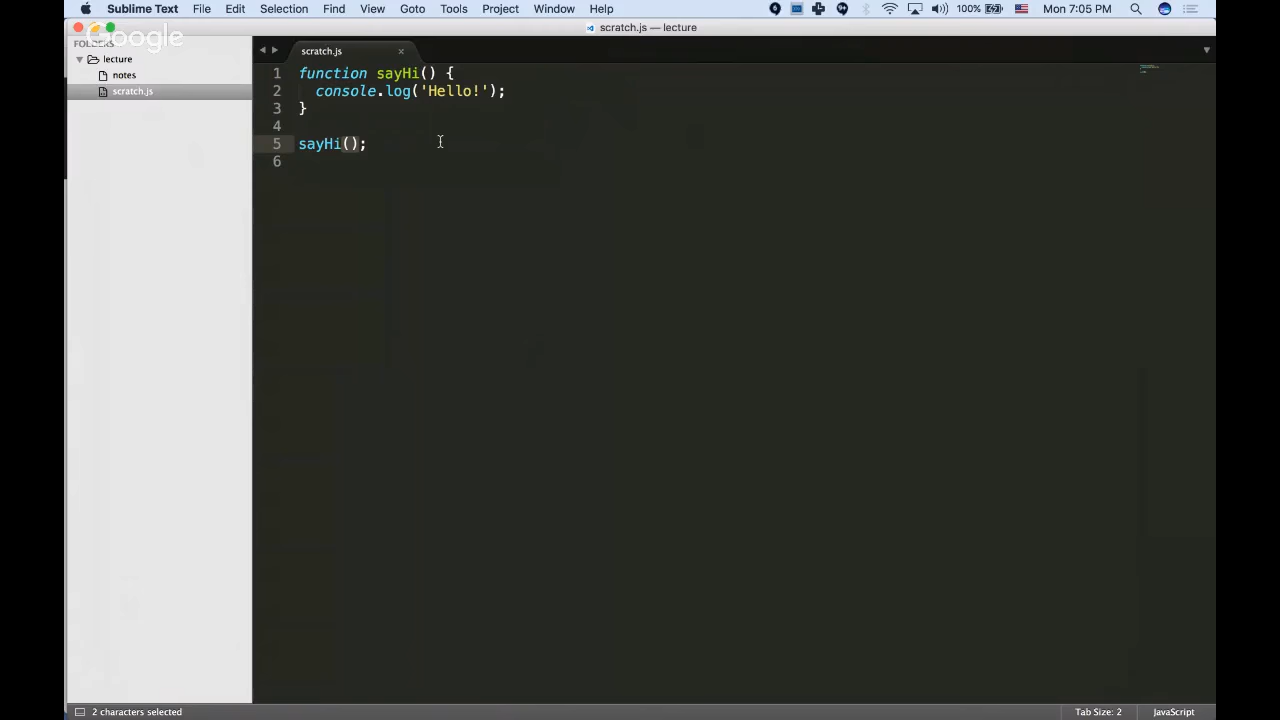 Sublime Text File Edit Selection Find View Goto Tools Project Window Help 100% Mon 7:05 PM
scratch.js — lecture
Google
FOLDERS
lecture
notes
scratch.js
scratch.js
1 function sayHi() {
2 console.log('Hello!');
3 }
4
5 sayHi();
6
2 characters selected
Tab Size: 2
JavaScript